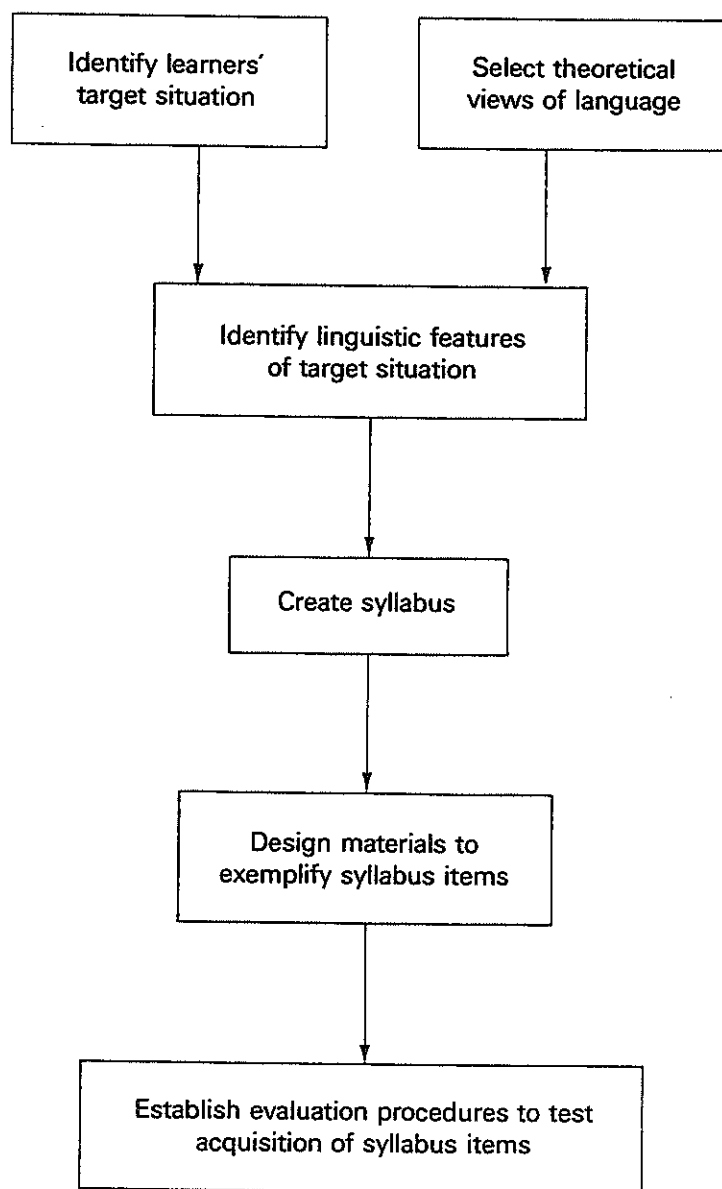 Identify learners'
target situation
Select theoretical
views of language
Identify linguistic features
of target situation
Create syllabus
Design materials to
exemplify syllabus items
Establish evaluation procedures to test
acquisition of syllabus items